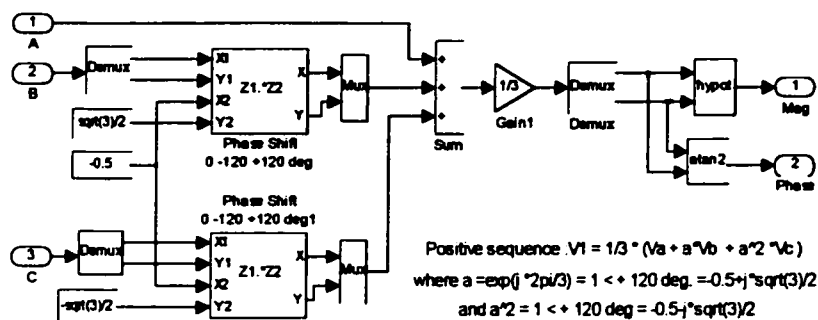 1
A
2
B
Demux
sqrt(3)/2
-0.5
X1
Y1
X2
Y2
Z1.*Z2
X
Y
Phase Shift
0 -120 +120 deg
Mux
Sum
1/3
Gain1
Demux
Demux
hypot
1
Mag
atan2
2
Phase
3
C
Demux
-sqrt(3)/2
Phase Shift
0 -120 +120 deg1
X1
Y1
X2
Y2
Z1.*Z2
X
Y
Mux
Positive sequence :V1 = 1/3 * (Va + a*Vb + a^2 *Vc )
where a =exp(j *2pi/3) = 1 < + 120 deg. =-0.5+j*sqrt(3)/2
and a^2 = 1 < + 120 deg = -0.5-j*sqrt(3)/2